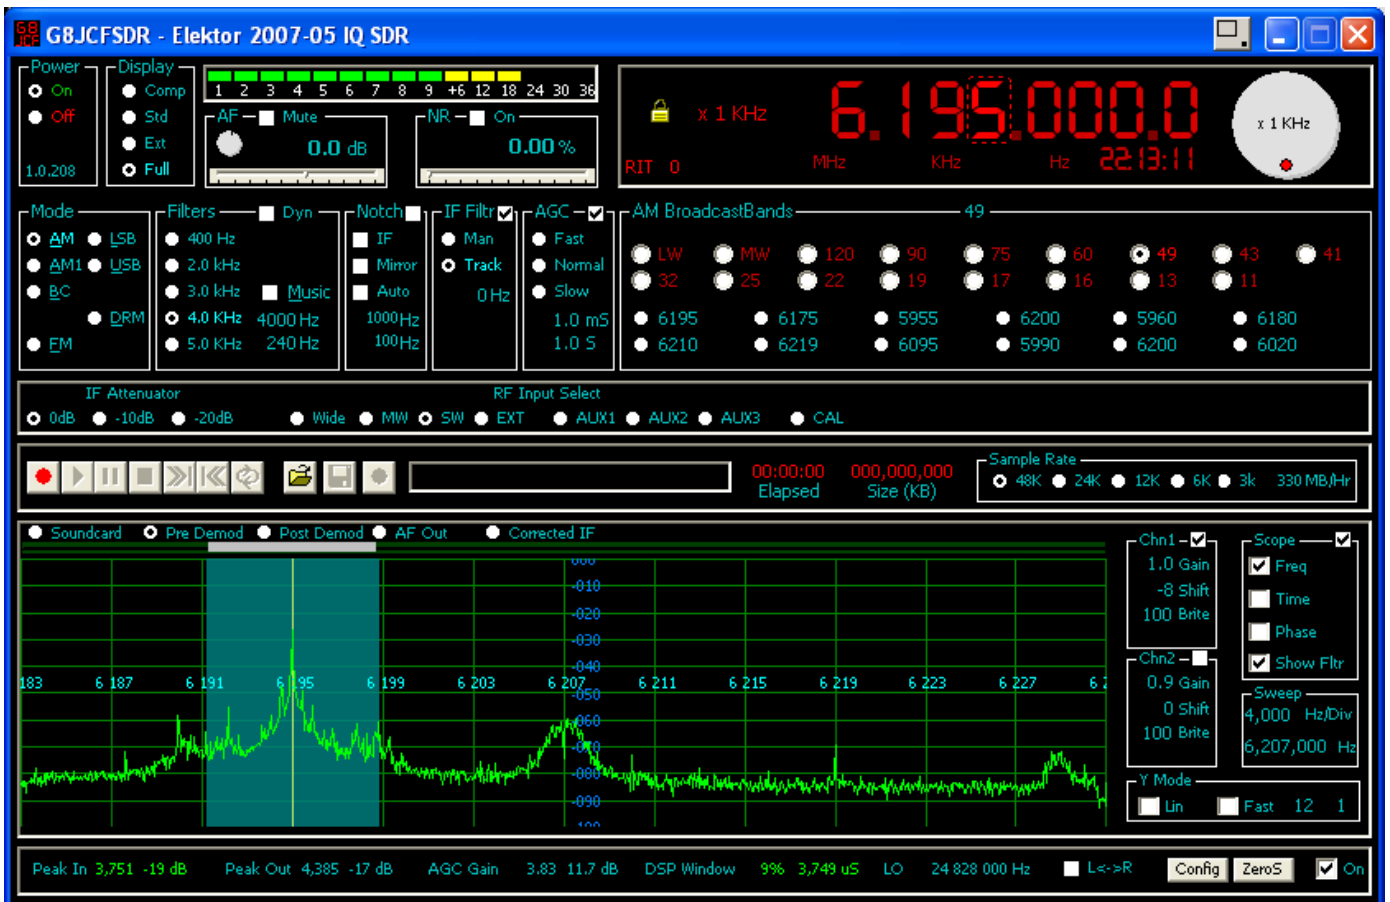 G8JCFSDR - Elektor 2007-05 IQ SDR
Power
On
Off
1.0.208
Display
Comp
Std
Ext
Full
1 2 3 4 5 6 7 8 9 +6 12 18 24 30 36
AF Mute
0.0 dB
NR On
0.00 %
x 1 KHz
6.195.000.0
MHz KHz Hz 22:13:11
RIT 0
x 1 KHz
Mode
AM LSB
AM1 USB
BC
DRM
FM
Filters Dyn
400 Hz
2.0 kHz
3.0 kHz Music
4.0 KHz 4000 Hz
5.0 KHz 240 Hz
Notch
IF
Mirror
Auto
1000 Hz
100 Hz
IF Filtr
Man
Track
0 Hz
AGC
Fast
Normal
Slow
1.0 mS
1.0 S
AM BroadcastBands 49
LW MW 120 90 75 60 49 43 41
32 25 22 19 17 16 13 11
6195 6175 5955 6200 5960 6180
6210 6219 6095 5990 6200 6020
IF Attenuator RF Input Select
0dB -10dB -20dB Wide MW SW EXT AUX1 AUX2 AUX3 CAL
00:00:00 000,000,000
Elapsed Size (KB)
Sample Rate
48K 24K 12K 6K 3k 330 MB/Hr
Soundcard Pre Demod Post Demod AF Out Corrected IF
000
-010
-020
-030
-040
183 6 187 6 191 6 195 6 199 6 203 6 207 6 211 6 215 6 219 6 223 6 227 6 2
-050
-060
-070
-080
-090
-100
Chn1
1.0 Gain
-8 Shift
100 Brite
Chn2
0.9 Gain
0 Shift
100 Brite
Scope
Freq
Time
Phase
Show Fltr
Sweep
4,000 Hz/Div
6,207,000 Hz
Y Mode
Lin Fast 12 1
Peak In 3,751 -19 dB Peak Out 4,385 -17 dB AGC Gain 3.83 11.7 dB DSP Window 9% 3,749 uS LO 24 828 000 Hz L<->R Config ZeroS On